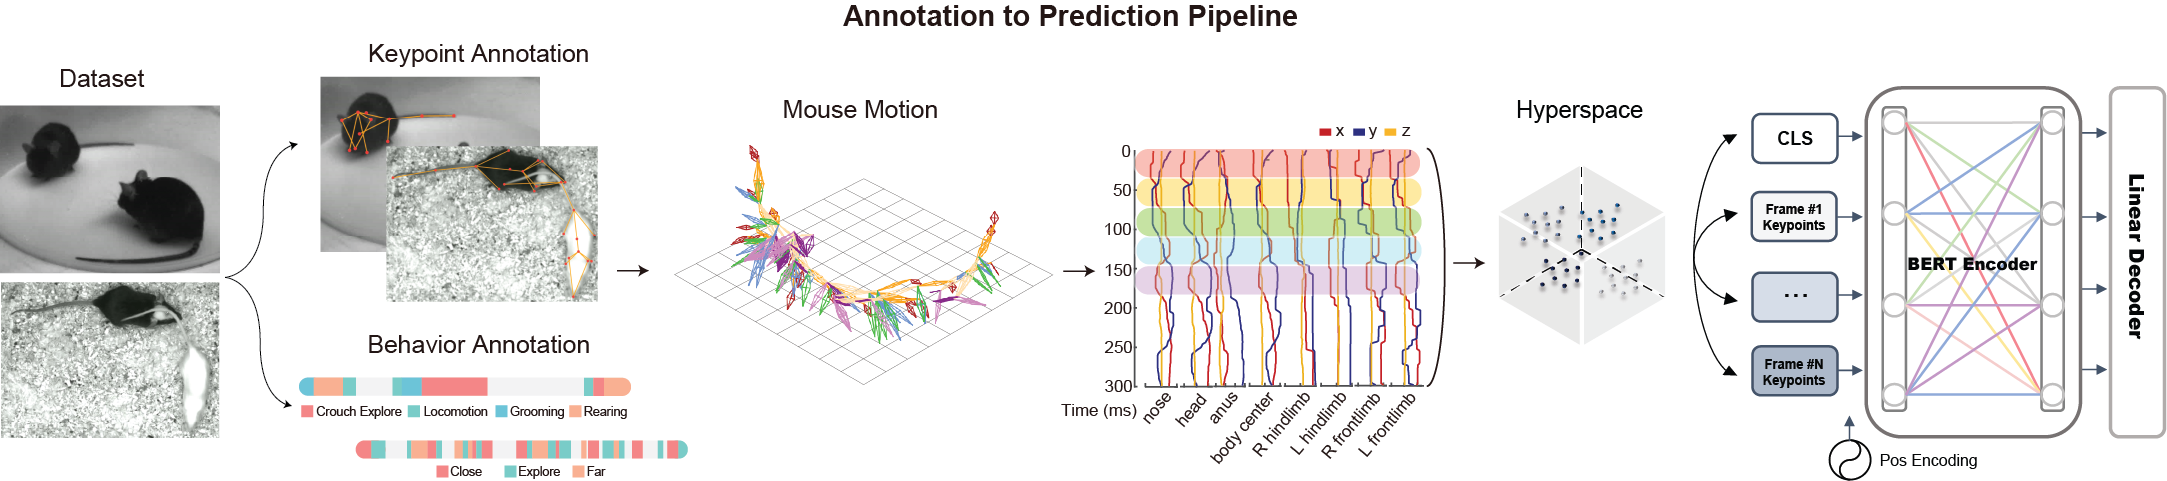 Annotation to Prediction Pipeline
Dataset
Keypoint Annotation
Behavior Annotation
Crouch Explore
Locomotion
Grooming
Rearing
Close
Explore
Far
Mouse Motion
x
y
z
0
50
100
150
200
250
300
Time (ms)
nose
head
anus
body center
R hindlimb
L hindlimb
R frontlimb
L frontlimb
Hyperspace
CLS
Frame #1
Keypoints
...
Frame #N
Keypoints
Pos Encoding
BERT Encoder
Linear Decoder